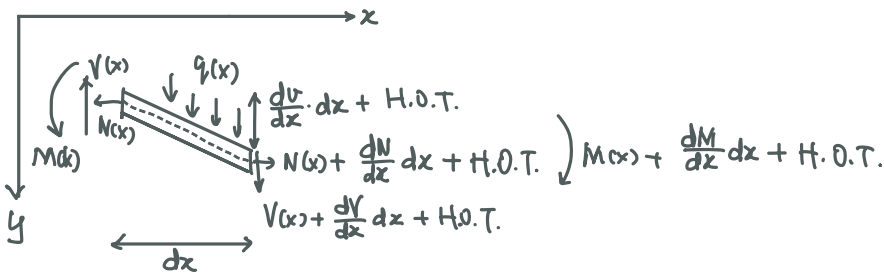 x
V(x)
q(x)
dv/dx · dx + H.O.T.
N(x)
M(x)
N(x) + dN/dx dx + H.O.T.
M(x) + dM/dx dx + H.O.T.
V(x) + dV/dx dx + H.O.T.
y
dx